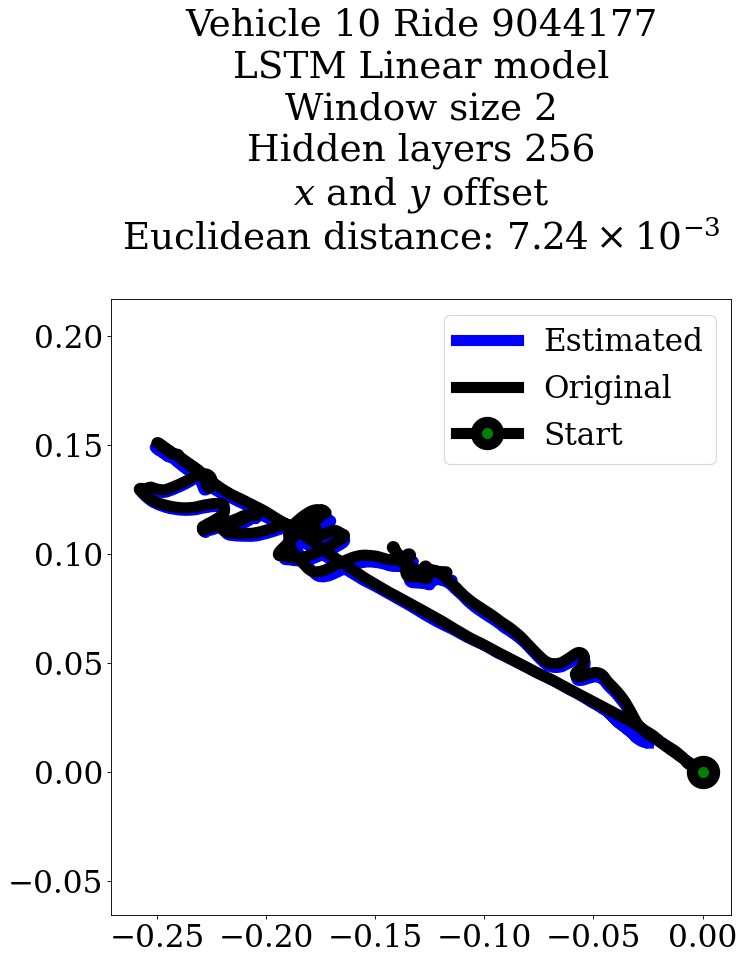 Vehicle 10 Ride 9044177
LSTM Linear model
Window size 2
Hidden layers 256
x and y offset
Euclidean distance: 7.24 × 10⁻³
Estimated
Original
Start
0.20
0.15
0.10
0.05
0.00
−0.05
−0.25 −0.20 −0.15 −0.10 −0.05 0.00